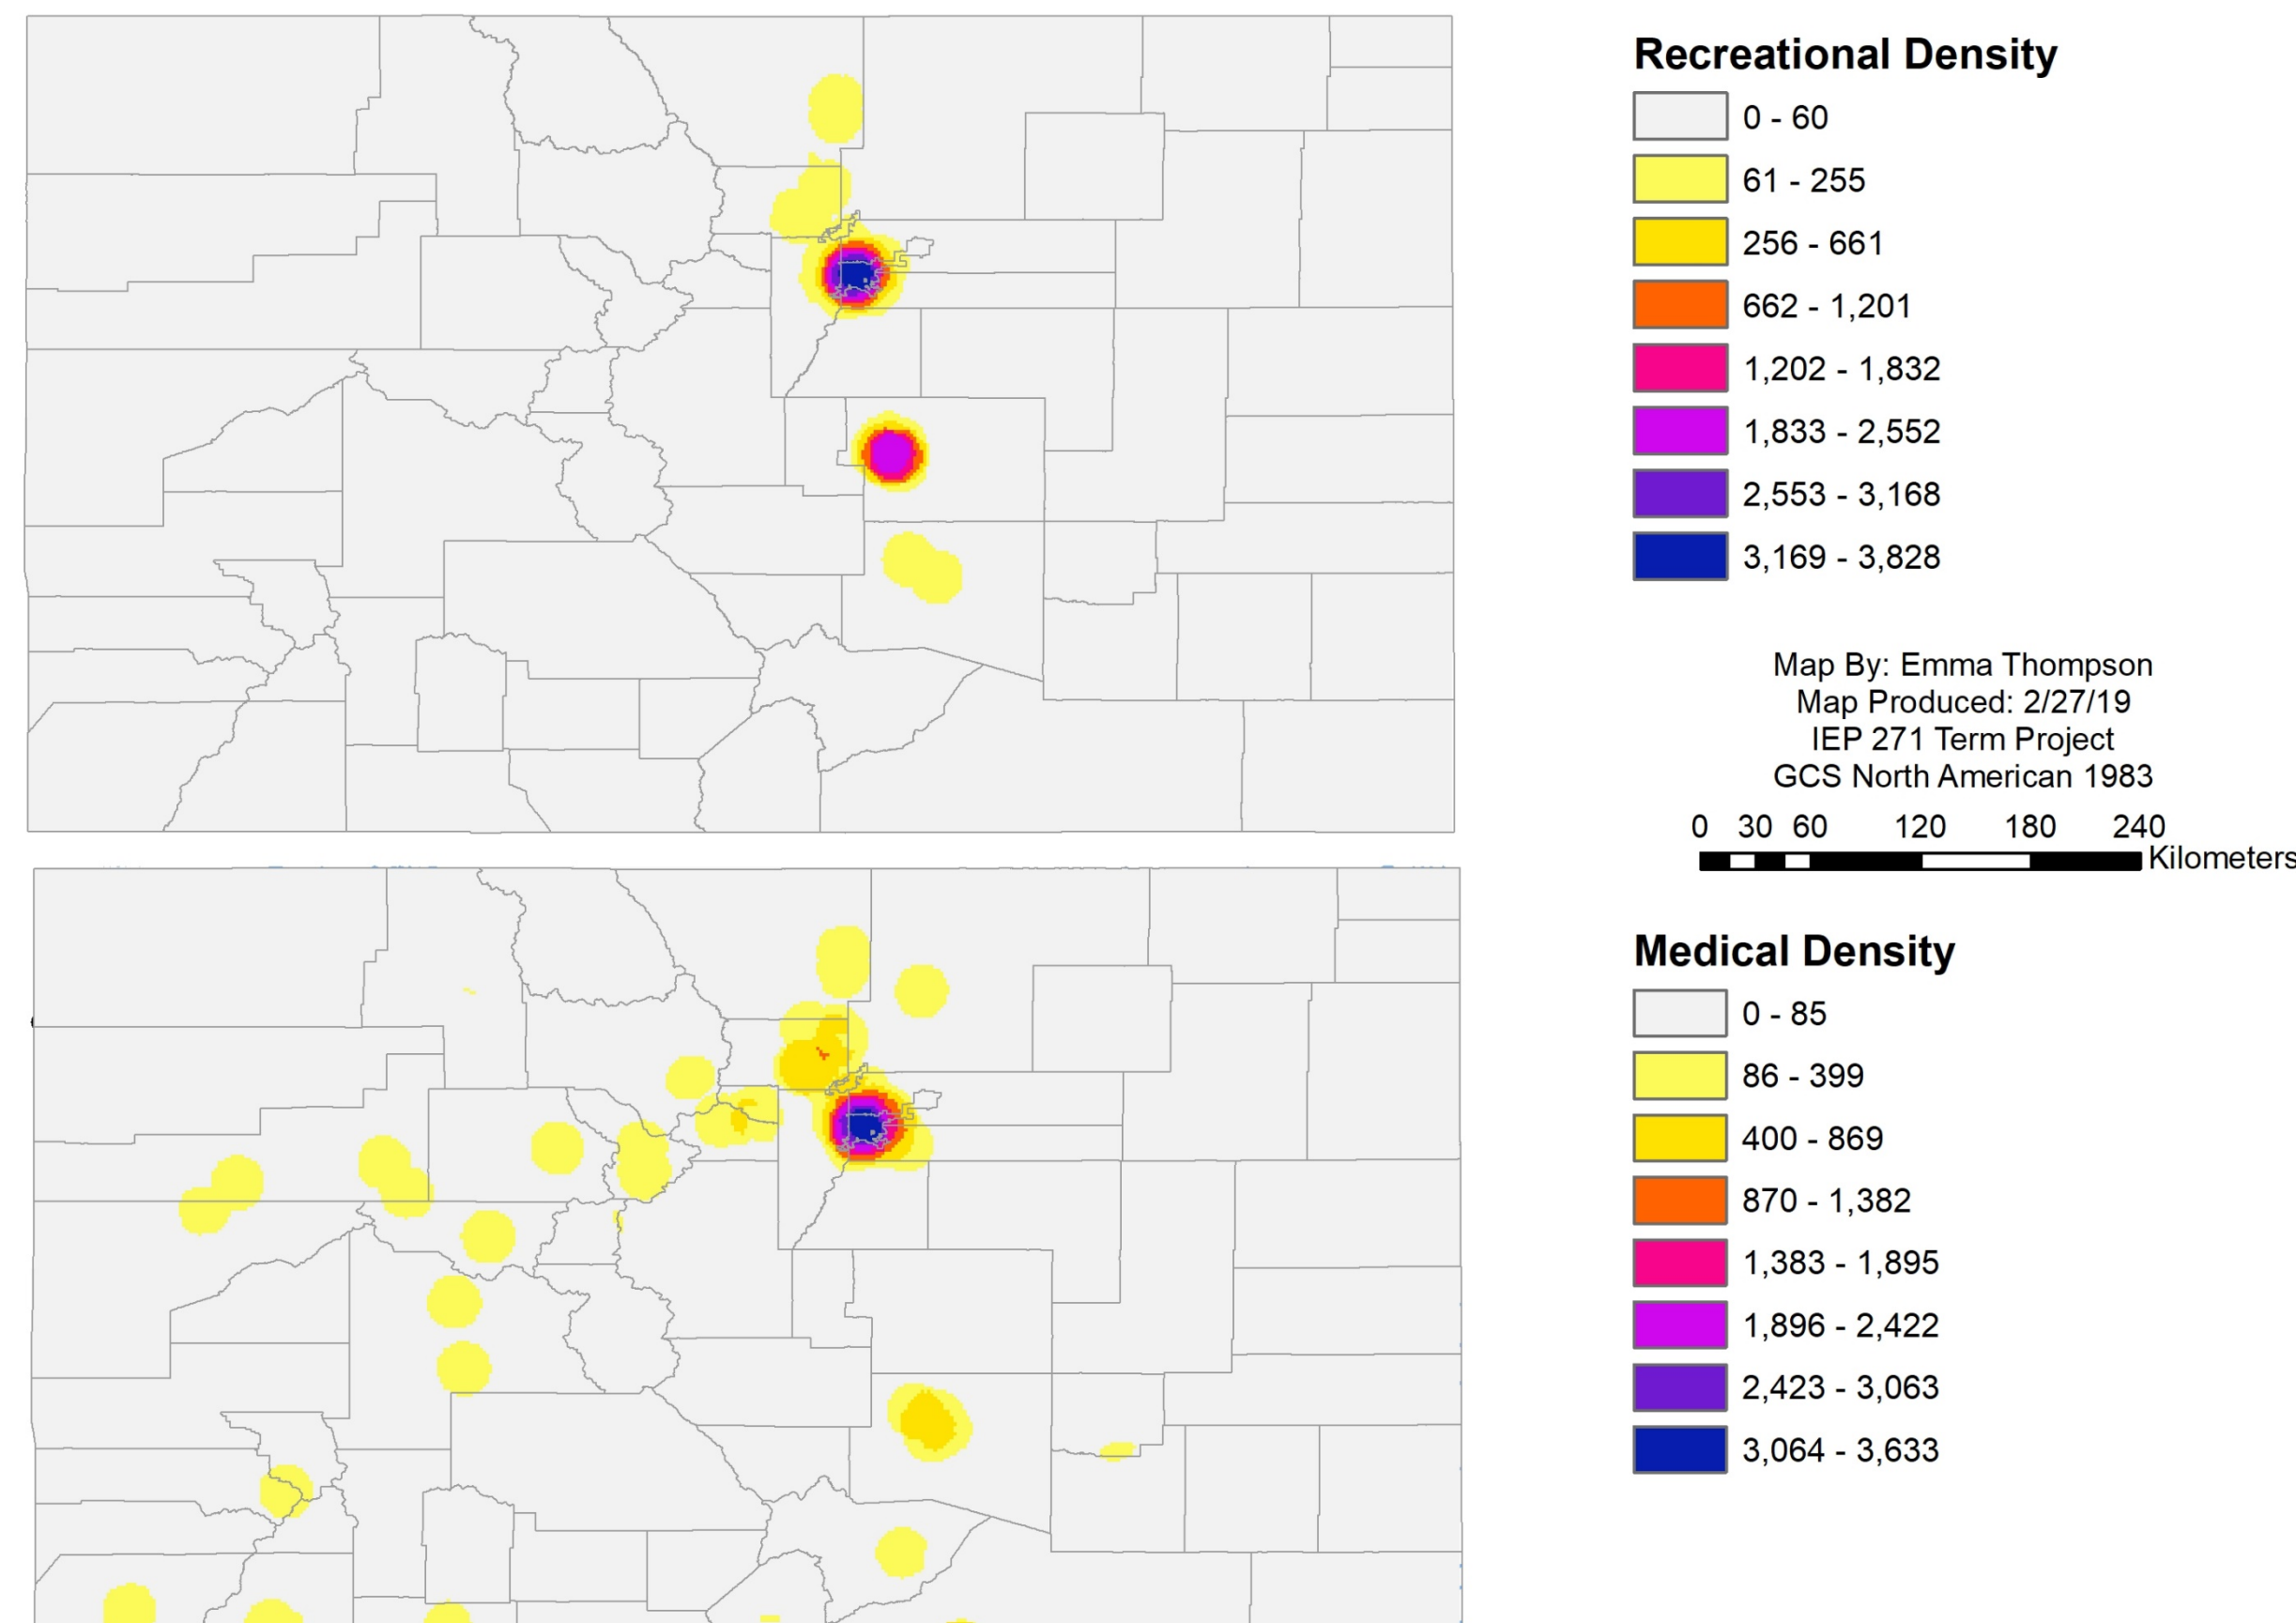 Recreational Density
0 - 60
61 - 255
256 - 661
662 - 1,201
1,202 - 1,832
1,833 - 2,552
2,553 - 3,168
3,169 - 3,828
Map By: Emma Thompson
Map Produced: 2/27/19
IEP 271 Term Project
GCS North American 1983
0 30 60 120 180 240
Kilometers
Medical Density
0 - 85
86 - 399
400 - 869
870 - 1,382
1,383 - 1,895
1,896 - 2,422
2,423 - 3,063
3,064 - 3,633